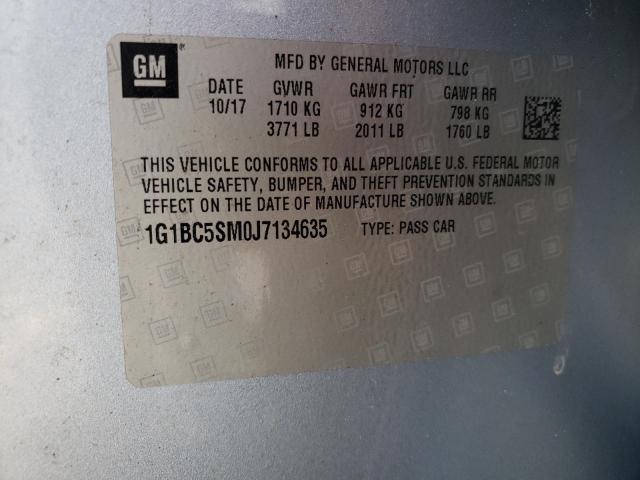 GM
MFD BY GENERAL MOTORS LLC
DATE GVWR GAWR FRT GAWR RR
10/17 1710 KG 912 KG 798 KG
3771 LB 2011 LB 1760 LB
THIS VEHICLE CONFORMS TO ALL APPLICABLE U.S. FEDERAL MOTOR
VEHICLE SAFETY, BUMPER, AND THEFT PREVENTION STANDARDS IN
EFFECT ON THE DATE OF MANUFACTURE SHOWN ABOVE.
1G1BC5SM0J7134635 TYPE: PASS CAR